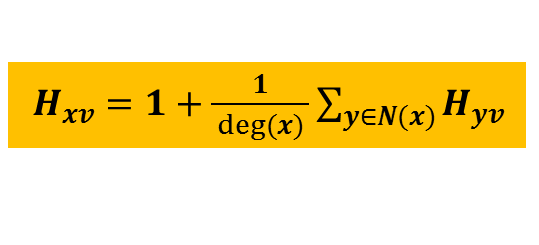 H_{xv} = 1 + \frac{1}{\deg(x)} \sum_{y \in N(x)} H_{yv}